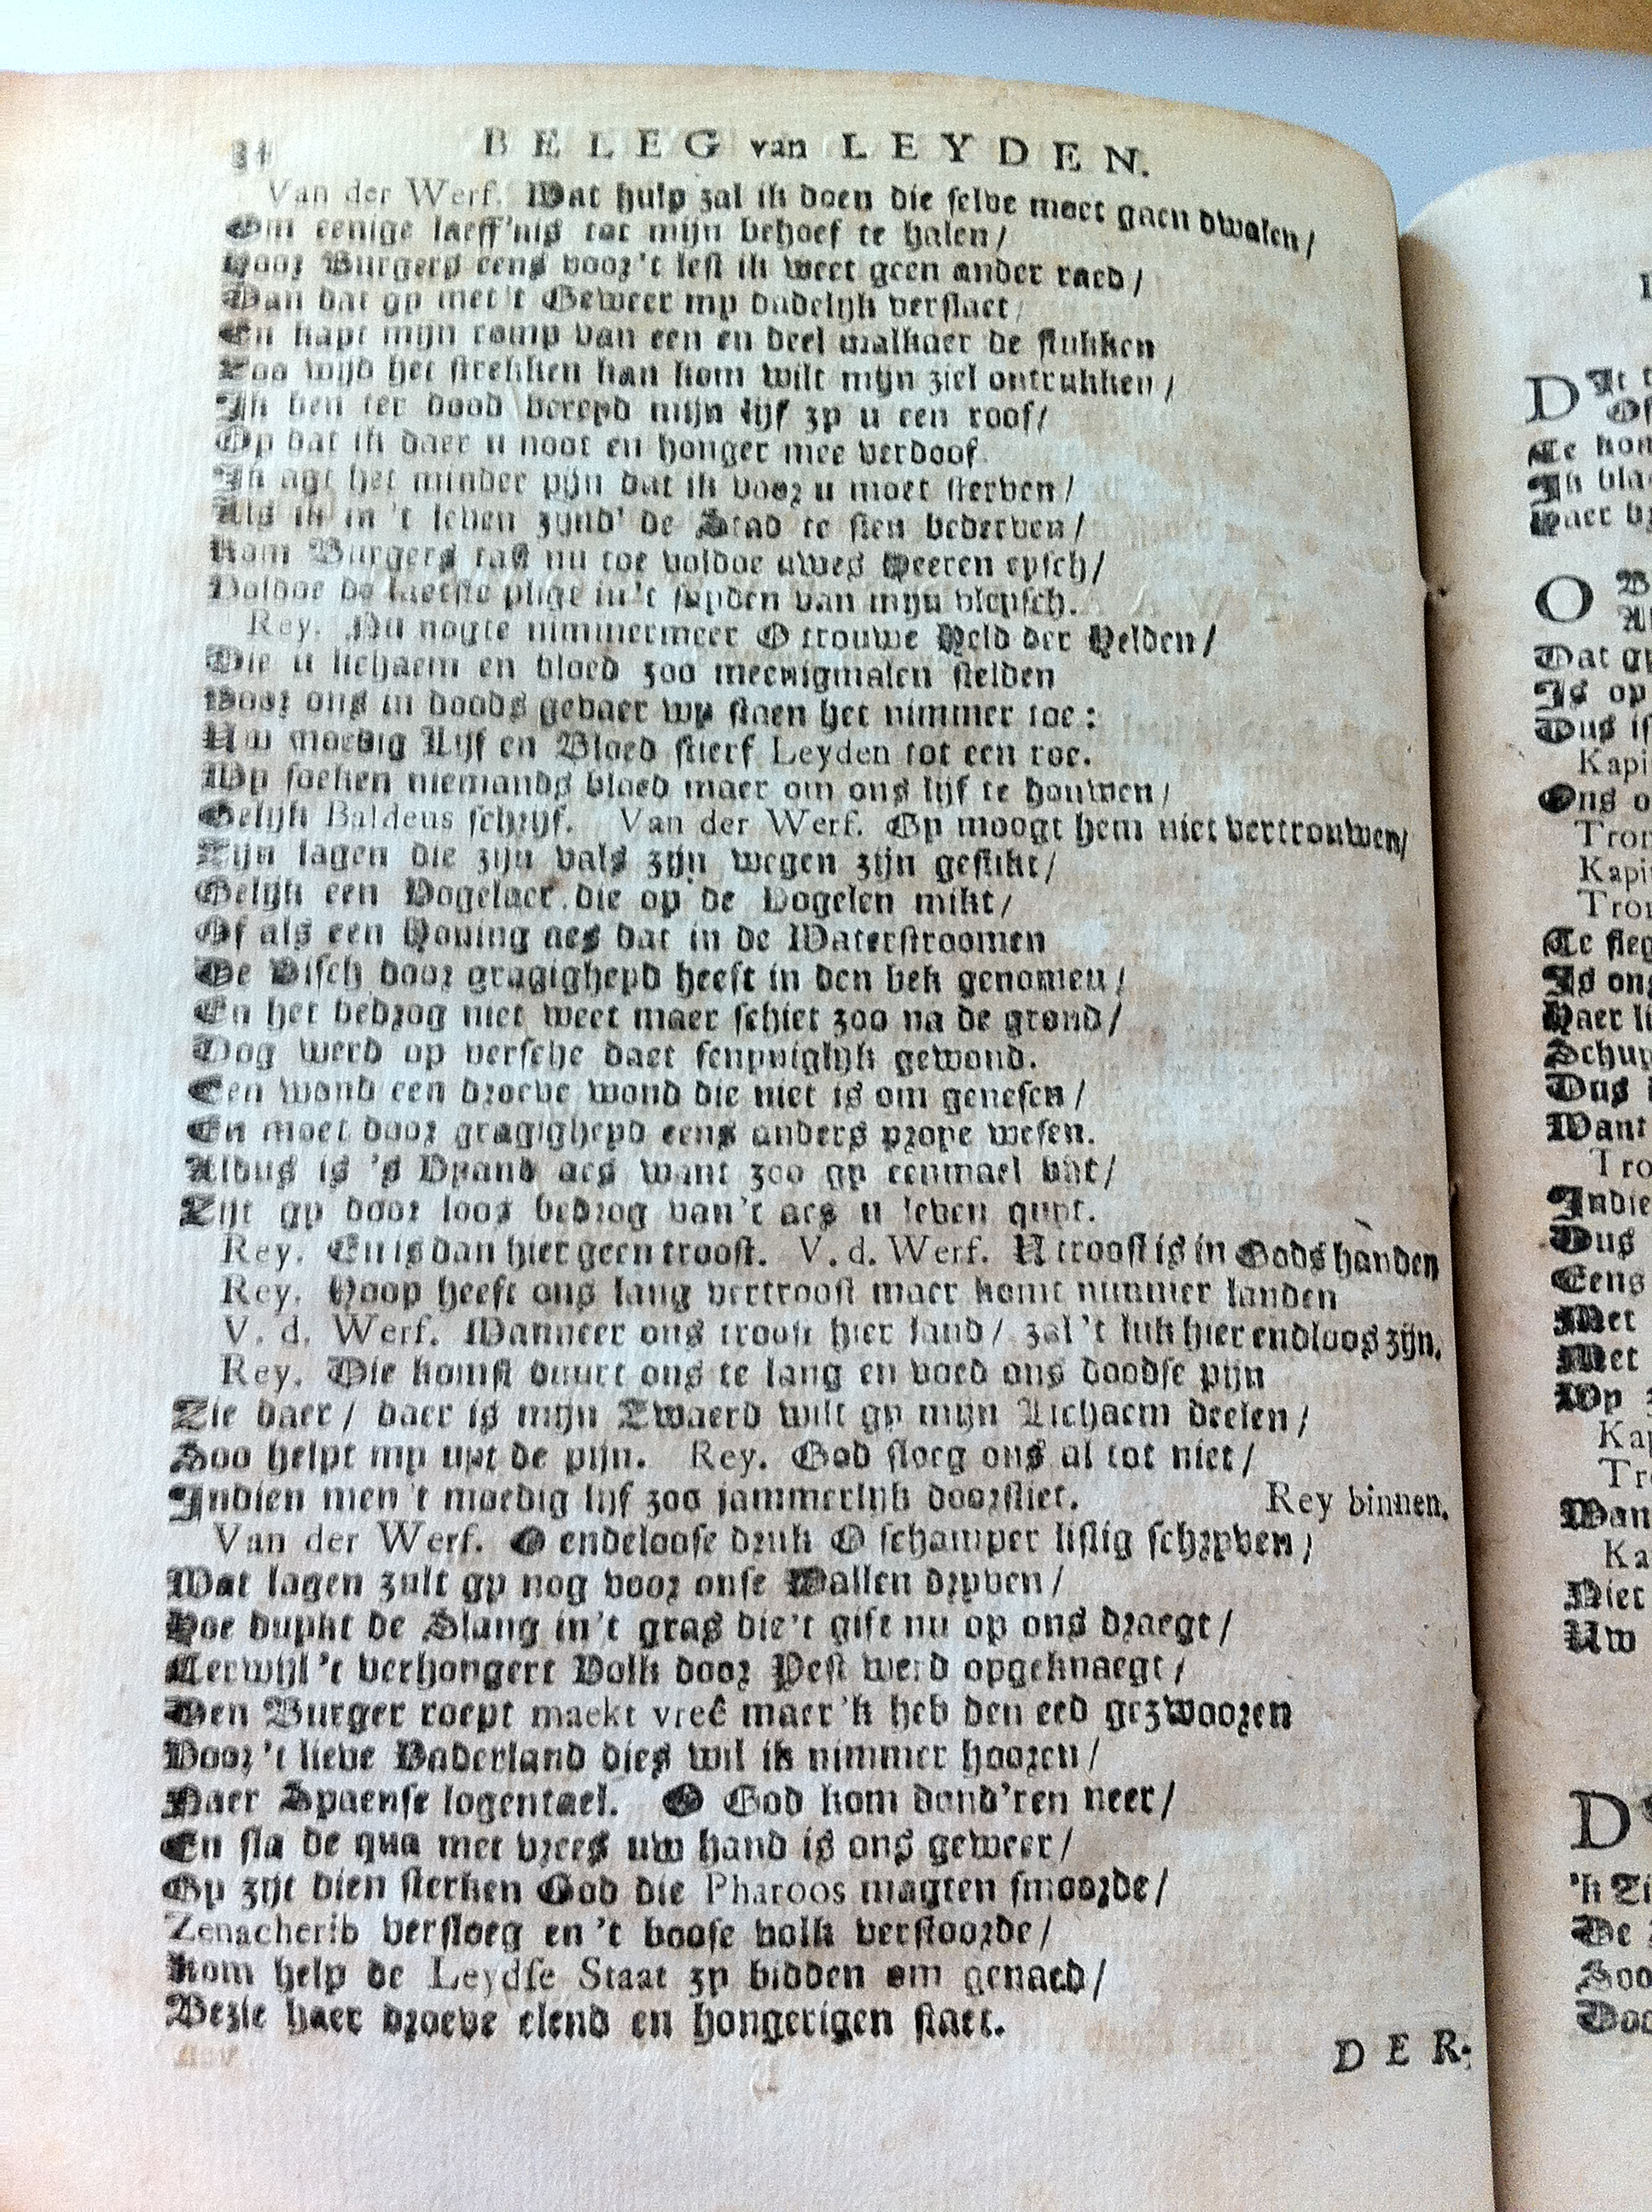 34 BELEG van LEYDEN.
Van der Werf. Wat hulp zal ik doen die selve moet gaen dwalen/
Om eenige laeff'nis tot mijn behoef te halen/
Hoor Burgers eens voor 't lest ik weet geen ander raed/
Dan dat gy met 't Geweer my dadelijk verslaet/
En kapt mijn romp van een en deel malkaer de stukken
Zoo wijd het strekken kan kom wilt mijn ziel ontrukken/
Ik ben ter dood bereyd mijn lijf zy u een roof/
Op dat ik daer u noot en honger mee verdoof.
Ik agt het minder pijn dat ik voor u moet sterven/
Als ik in 't leven zynd' de Stad te sien bederven/
Kom Burgers tast nu toe voldoe uwes Heeren eysch/
Voldoe de laetste pligt in 't snyden van mijn vleysch.
Rey. Nu nogte nimmermeer O trouwe Held der Helden/
Die u lichaem en bloed zoo meenigmalen stelden
Voor ons in doods gevaer wy staen het nimmer toe:
Uw moedig Lijf en Bloed stierf Leyden tot een roe.
Wy soeken niemands bloed maer om ons lijf te houwen/
Gelijk Baldeus schrijf. Van der Werf. Gy moogt hem niet vertrouwen/
Zijn lagen die zijn vals zijn wegen zijn gestikt/
Gelijk een Vogelaer die op de Vogelen mikt/
Of als een Honing aes dat in de Waterstroomen
De Visch door gragigheyd heeft in den bek genomen/
En het bedrog niet weet maer schiet zoo na de grond/
Dog werd op versche daet fenynniglijk gewond.
Een wond een droeve wond die niet is om genesen/
En moet door gragigheyd eens anders prope wesen.
Aldus is 's Vyand aes want zoo gy eenmael bijt/
Zijt gy door loos bedrog van 't aes u leven quyt.
Rey. En is dan hier geen troost. V. d. Werf. U troost is in Gods handen
Rey. Hoop heeft ons lang vertroost maer komt nimmer landen
V. d. Werf. Wanneer ons troost hier land/ zal 't luk hier endloos zijn.
Rey. Die komst duurt ons te lang en voed ons doodse pijn
Zie daer/ daer is mijn Zwaerd wilt gy mijn Lichaem deelen/
Soo helpt my uyt de pijn. Rey. God sloeg ons al tot niet/
Indien men 't moedig lijf zoo jammerlijk doorstiet. Rey binnen.
Van der Werf. O endeloose druk O schamper listig schryven/
Wat lagen zult gy nog voor onse Wallen dryven/
Hoe duykt de Slang in 't gras die 't gift nu op ons draegt/
Terwijl 't verhongert Volk door Pest werd opgeknaegt/
Den Burger roept maekt vreê maer 'k heb den eed gezwooren
Voor 't lieve Vaderland dies wil ik nimmer hooren/
Naer Spaense logentael. O God kom dond'ren neer/
En sla de qua met vrees uw hand is ons geweer/
Gy zijt dien sterken God die Pharoos magten smoorde/
Zenacherib versloeg en 't boose volk verstoorde/
Kom help de Leydse Staat zy bidden om genaed/
Bezie haer droeve elend en hongerigen staet.
DER-